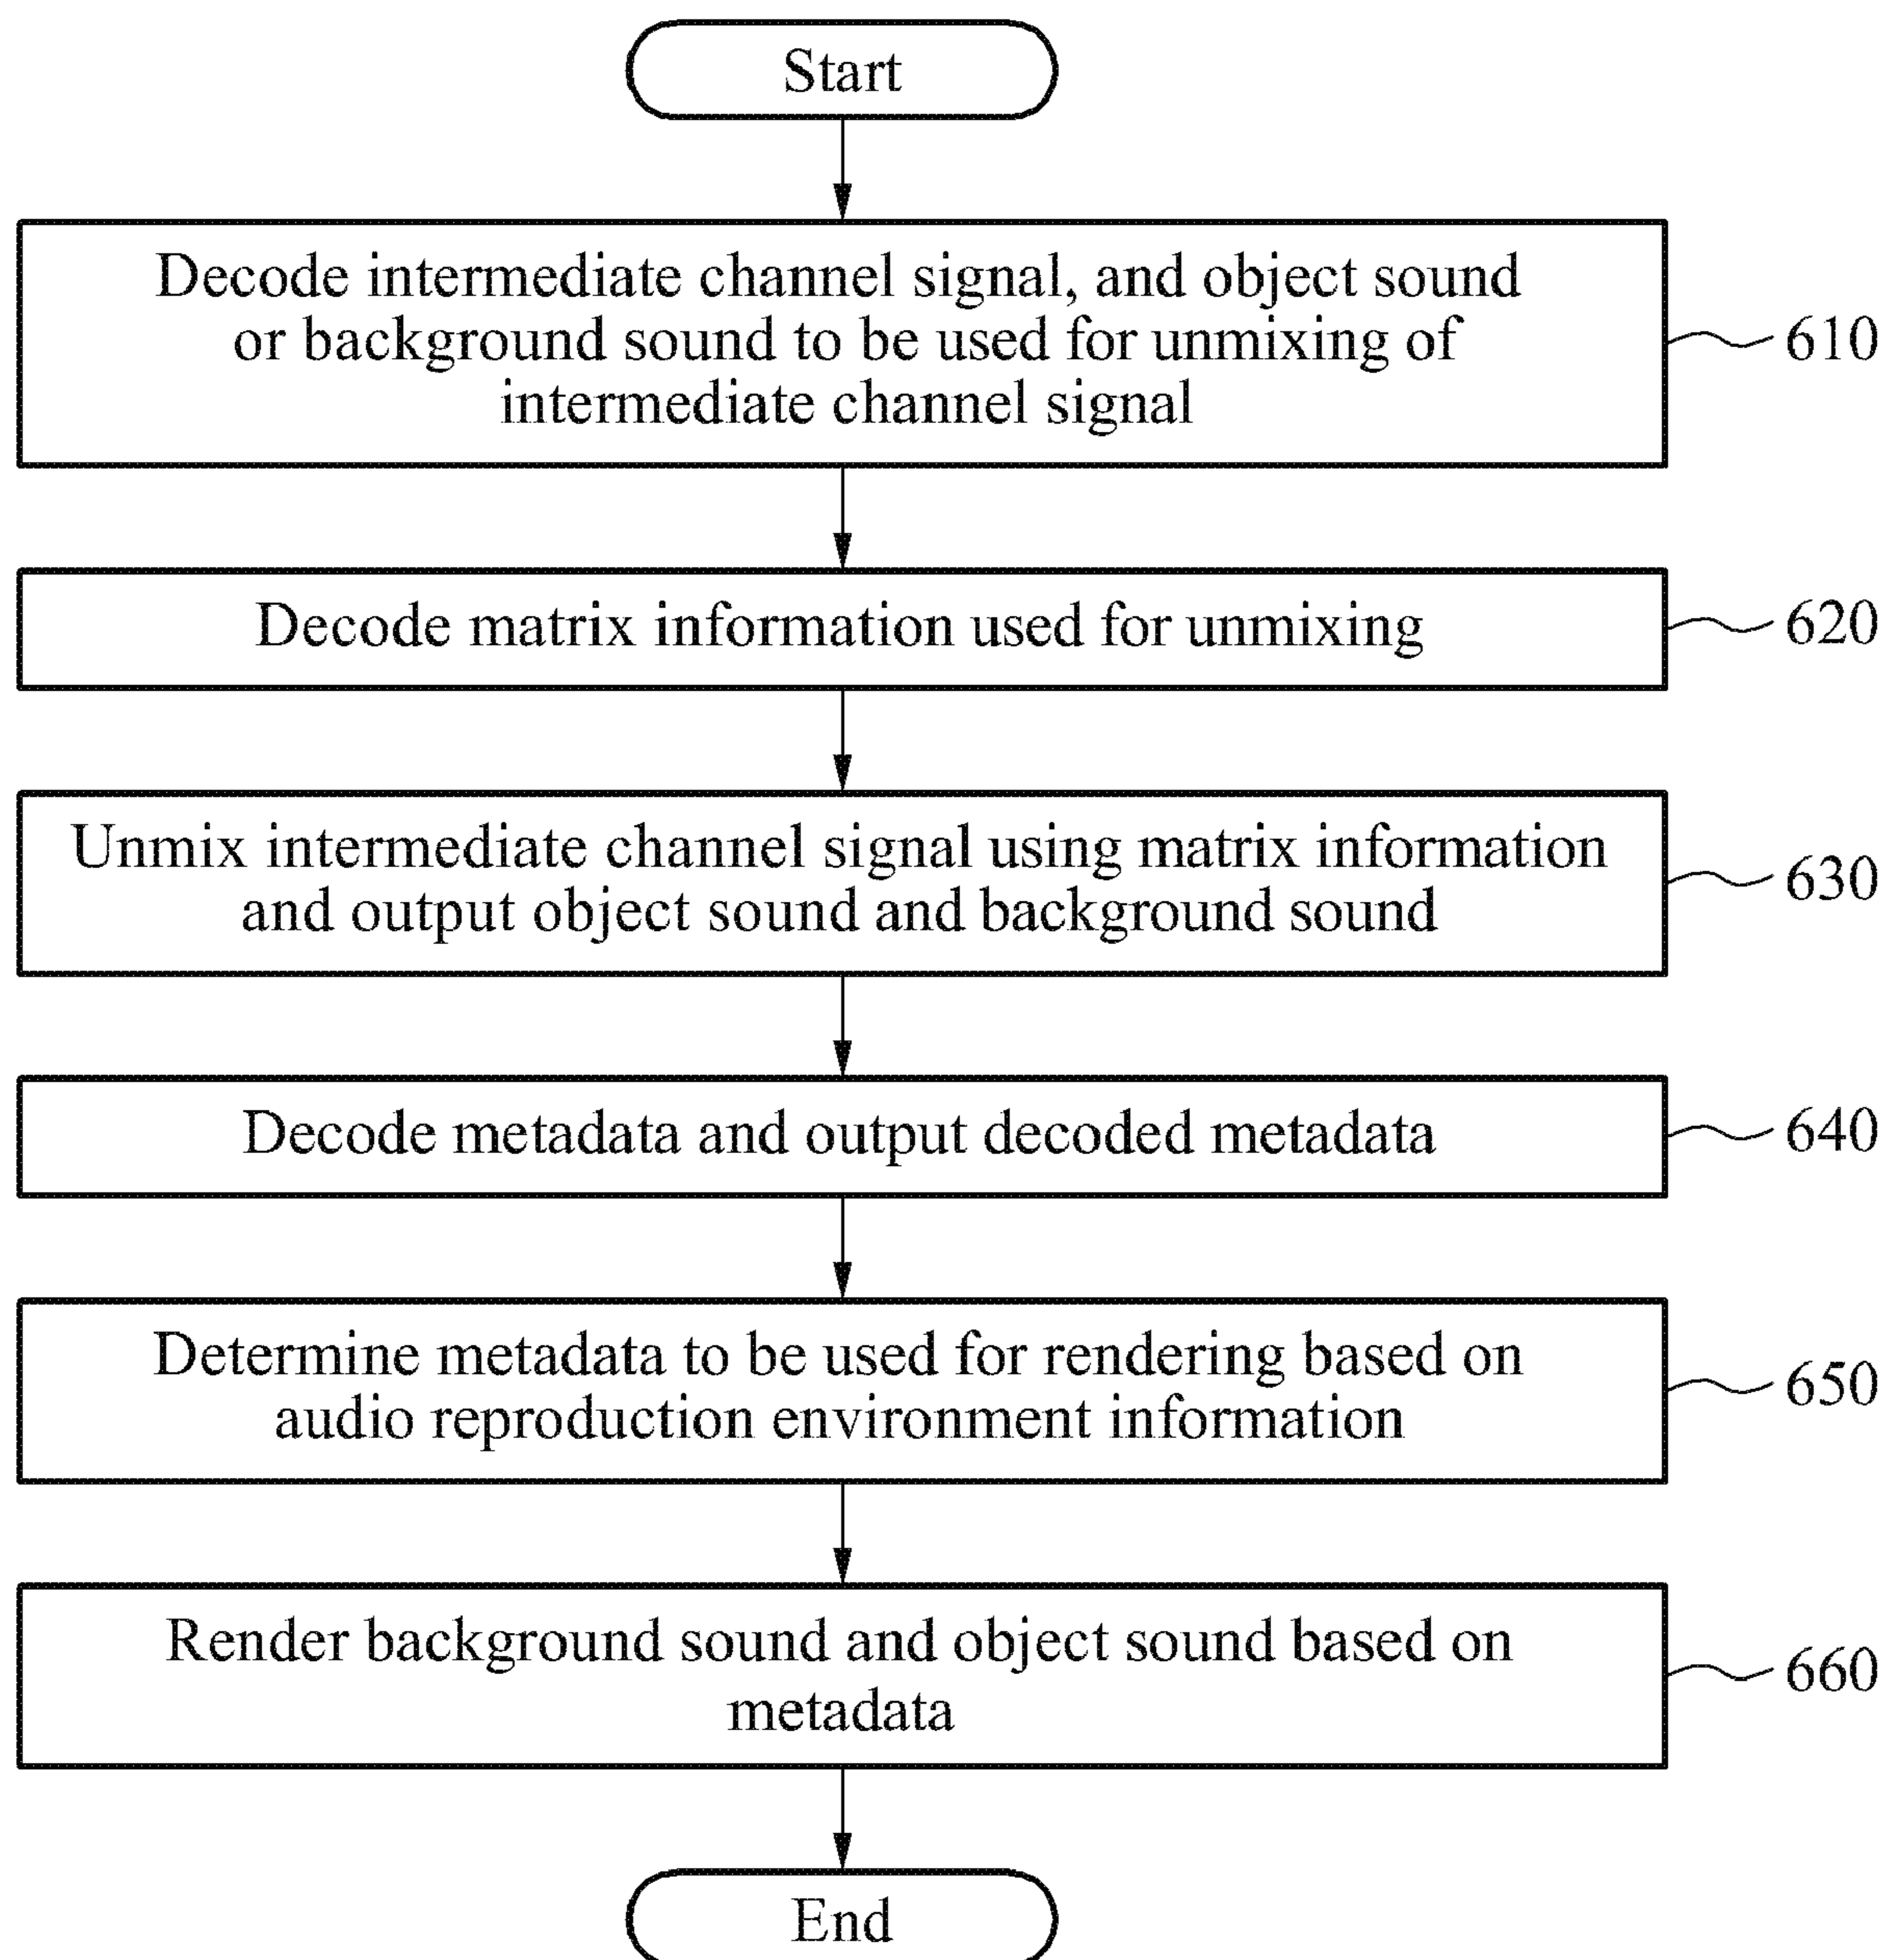 Start
Decode intermediate channel signal, and object sound
or background sound to be used for unmixing of
intermediate channel signal
610
Decode matrix information used for unmixing
620
Unmix intermediate channel signal using matrix information
and output object sound and background sound
630
Decode metadata and output decoded metadata
640
Determine metadata to be used for rendering based on
audio reproduction environment information
650
Render background sound and object sound based on
metadata
660
End